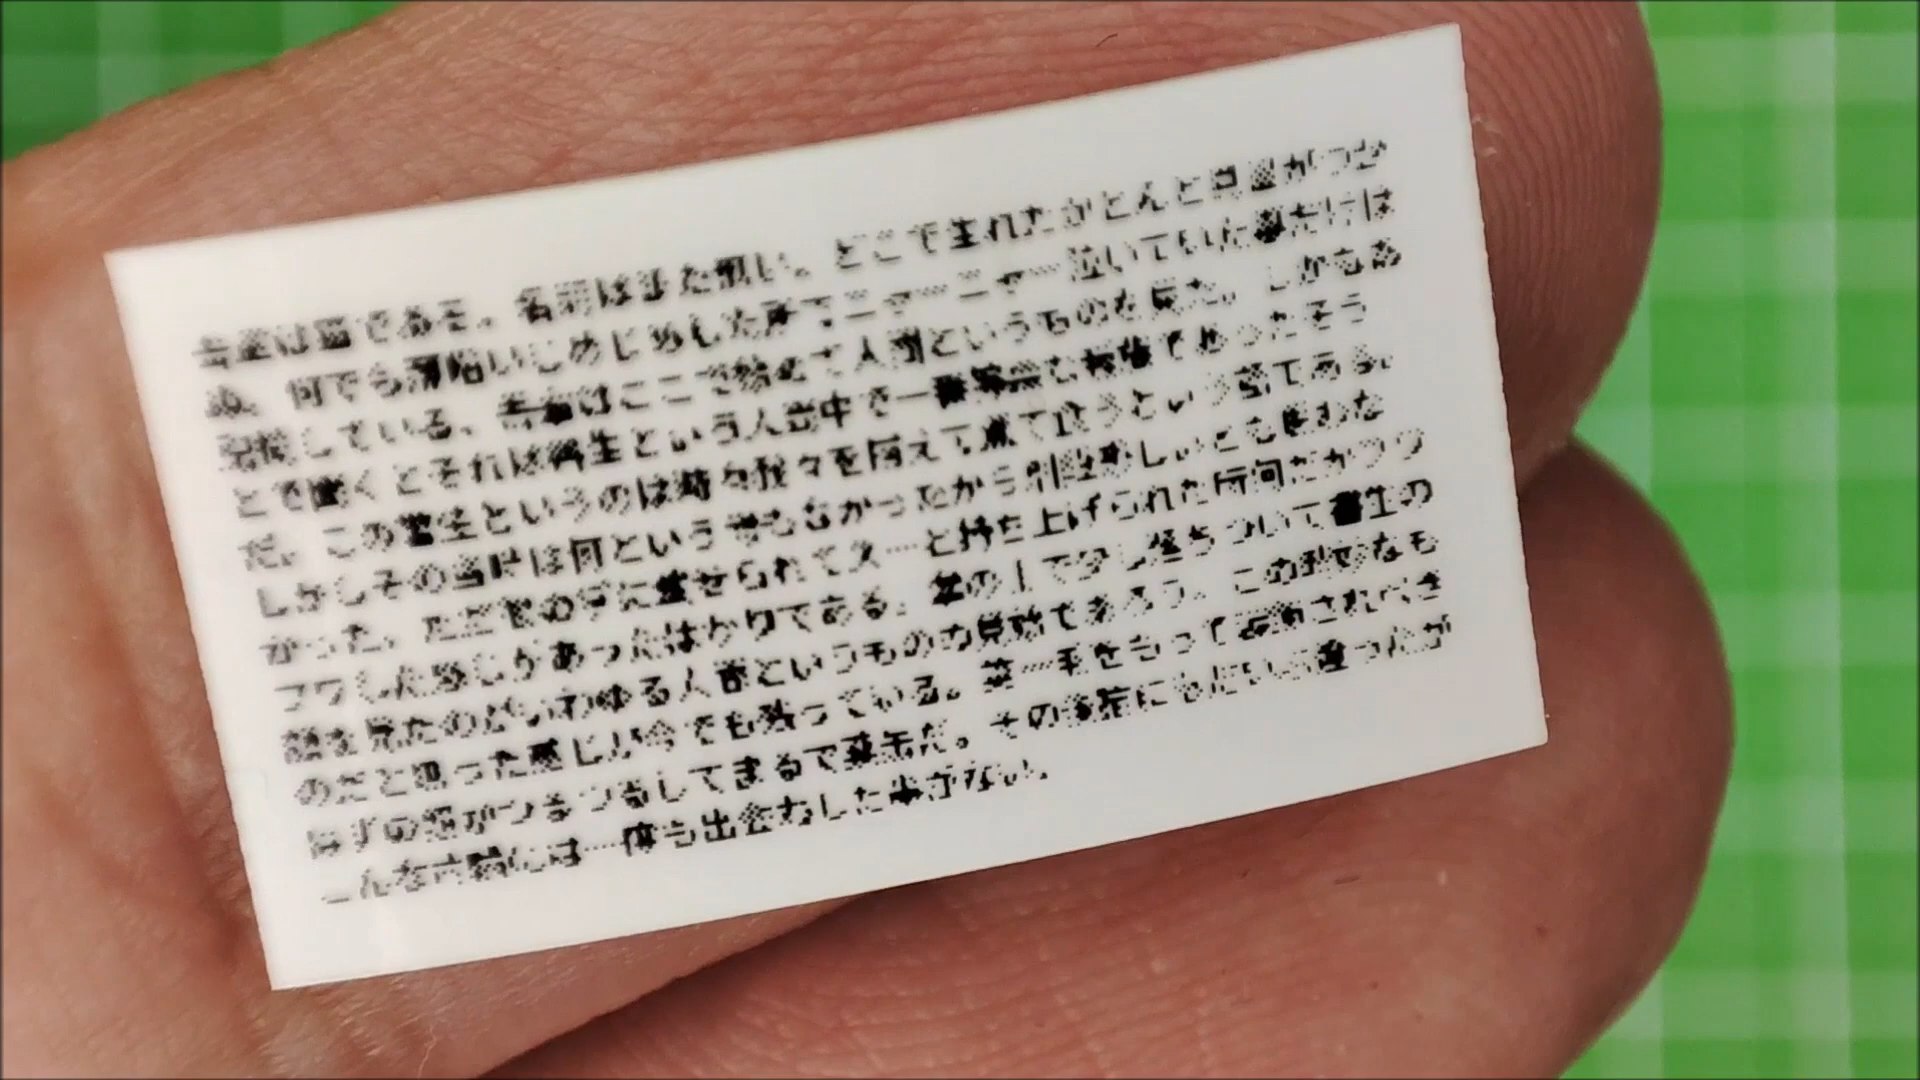 吾輩は猫である。名前はまだ無い。どこで生れたかとんと見当がつか
ぬ。何でも薄暗いじめじめした所でニャーニャー泣いていた事だけは
記憶している。吾輩はここで始めて人間というものを見た。しかもあ
とで聞くとそれは書生という人間中で一番獰悪な種族であったそう
だ。この書生というのは時々我々を捕えて煮て食うという話である。
しかしその当時は何という考もなかったから別段恐しいとも思わな
かった。ただ彼の掌に載せられてスーと持ち上げられた時何だかフワ
フワした感じがあったばかりである。掌の上で少し落ちついて書生の
顔を見たのがいわゆる人間というものの見始であろう。この時妙なも
のだと思った感じが今でも残っている。第一毛をもって装飾されべき
はずの顔がつるつるしてまるで薬缶だ。その後猫にもだいぶ逢ったが
こんな片輪には一度も出会わした事がない。